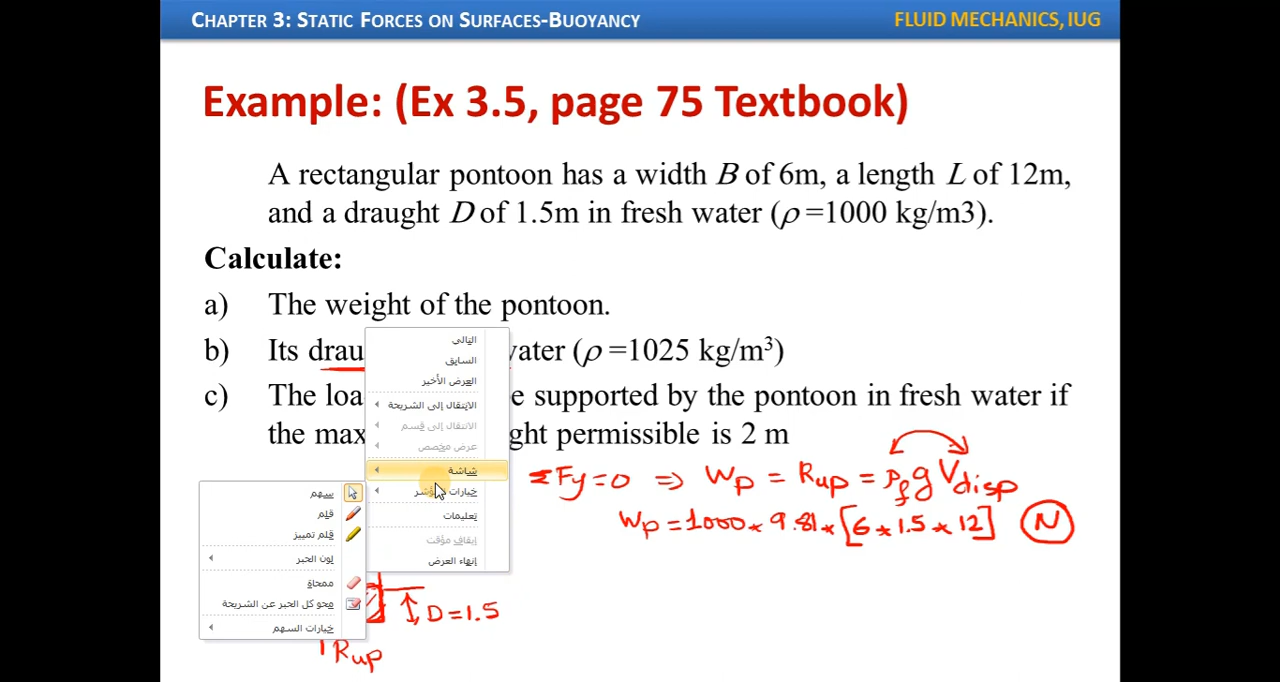 CHAPTER 3: STATIC FORCES ON SURFACES-BUOYANCY
FLUID MECHANICS, IUG
Example: (Ex 3.5, page 75 Textbook)
A rectangular pontoon has a width B of 6m, a length L of 12m,
and a draught D of 1.5m in fresh water (ρ =1000 kg/m3).
Calculate:
a) The weight of the pontoon.
b) Its drau water (ρ =1025 kg/m³)
c) The loa e supported by the pontoon in fresh water if
the max ght permissible is 2 m
التالي
السابق
العرض الأخير
الانتقال إلى الشريحة
الانتقال إلى قسم
عرض مخصص
شاشة
خيارات المؤشر
تعليمات
إيقاف مؤقت
إنهاء العرض
سهم
قلم
قلم تمييز
لون الحبر
ممحاة
محو كل الحبر عن الشريحة
خيارات السهم
ΣFy=0 ⇒ Wp = Rup = ρf g Vdisp
Wp = 1000 * 9.81 * [6 * 1.5 * 12] N
D = 1.5
Rup